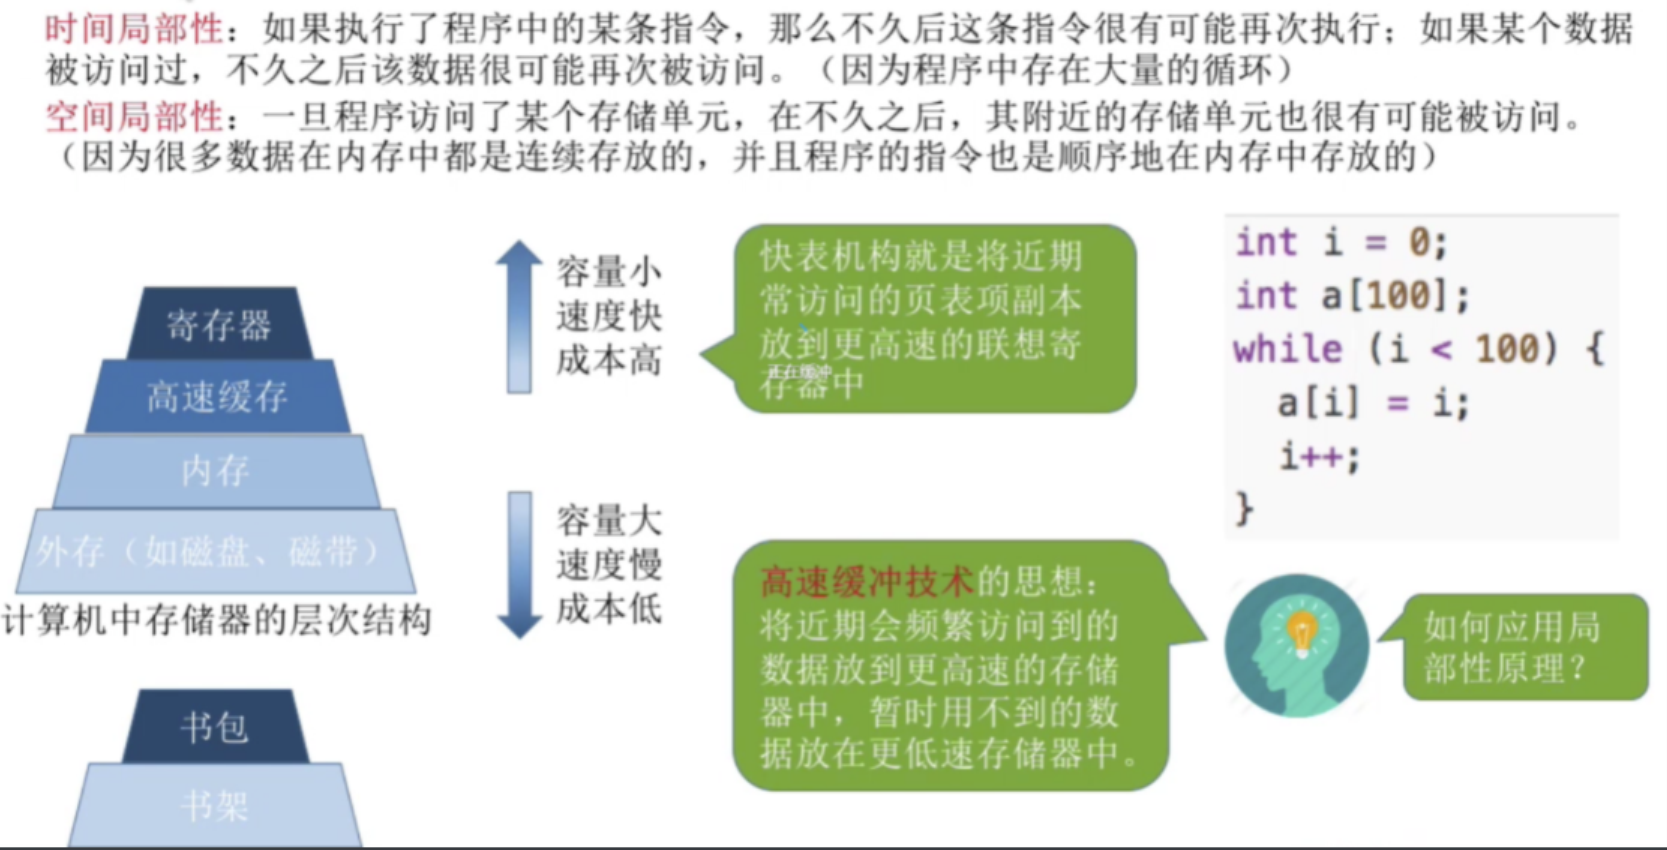 时间局部性：如果执行了程序中的某条指令，那么不久后这条指令很有可能再次执行；如果某个数据
被访问过，不久之后该数据很可能再次被访问。（因为程序中存在大量的循环）
空间局部性：一旦程序访问了某个存储单元，在不久之后，其附近的存储单元也很有可能被访问。
（因为很多数据在内存中都是连续存放的，并且程序的指令也是顺序地在内存中存放的）
寄存器
高速缓存
内存
外存（如磁盘、磁带）
计算机中存储器的层次结构
书包
书架
容量小
速度快
成本高
容量大
速度慢
成本低
快表机构就是将近期
常访问的页表项副本
放到更高速的联想寄
存器中
正在缓冲
高速缓冲技术的思想：
将近期会频繁访问到的
数据放到更高速的存储
器中，暂时用不到的数
据放在更低速存储器中。
int i = 0;
int a[100];
while (i < 100) {
a[i] = i;
i++;
}
如何应用局
部性原理？